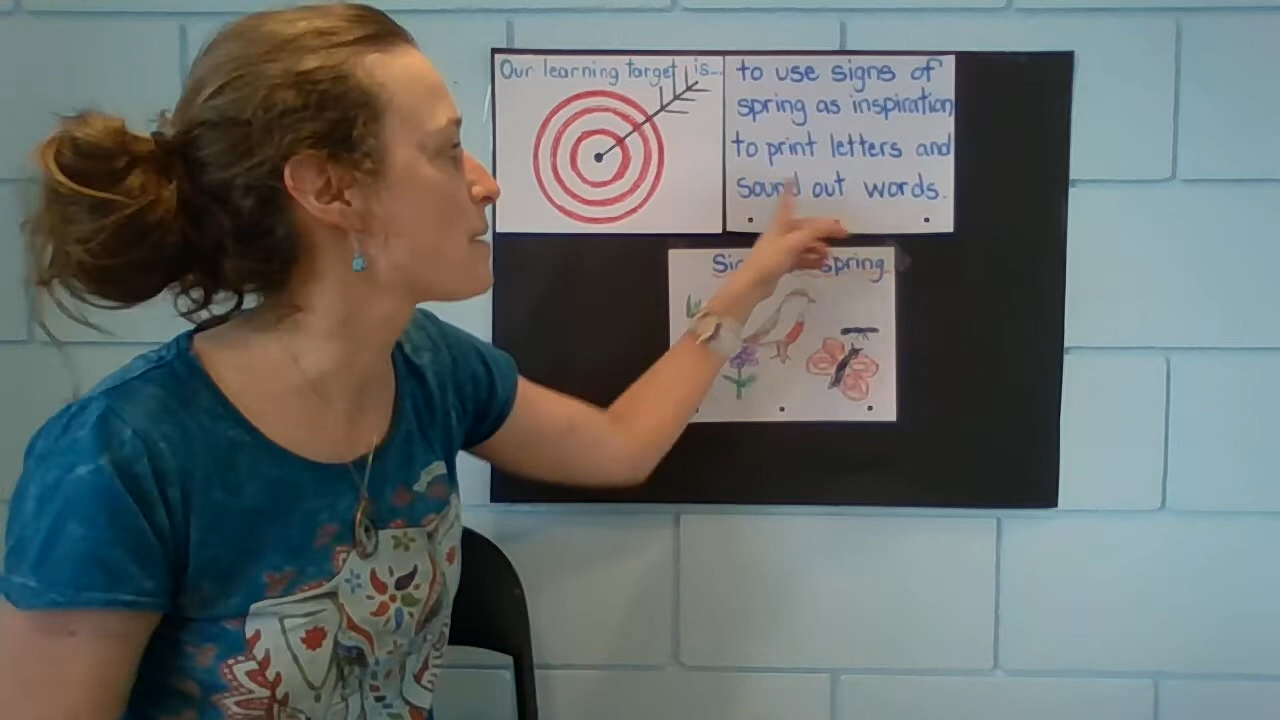 Our learning target is...
to use signs of
spring as inspiration
to print letters and
sound out words.
spring